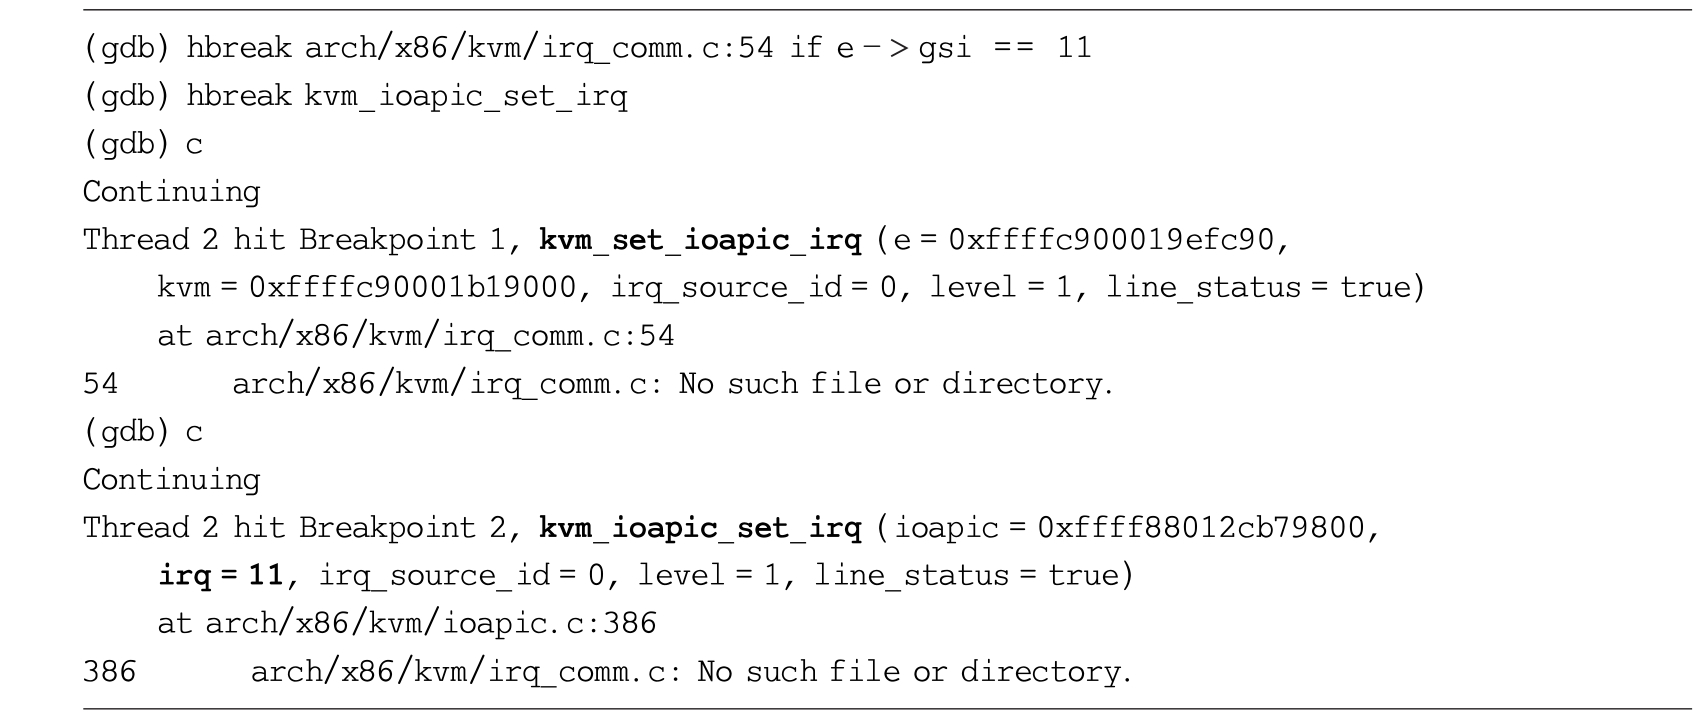 (gdb) hbreak arch/x86/kvm/irq_comm.c:54 if e->gsi == 11
(gdb) hbreak kvm_ioapic_set_irq
(gdb) c
Continuing
Thread 2 hit Breakpoint 1, kvm_set_ioapic_irq (e = 0xffffc900019efc90,
kvm = 0xffffc90001b19000, irq_source_id = 0, level = 1, line_status = true)
at arch/x86/kvm/irq_comm.c:54
54 arch/x86/kvm/irq_comm.c: No such file or directory.
(gdb) c
Continuing
Thread 2 hit Breakpoint 2, kvm_ioapic_set_irq (ioapic = 0xffff88012cb79800,
irq = 11, irq_source_id = 0, level = 1, line_status = true)
at arch/x86/kvm/ioapic.c:386
386 arch/x86/kvm/irq_comm.c: No such file or directory.